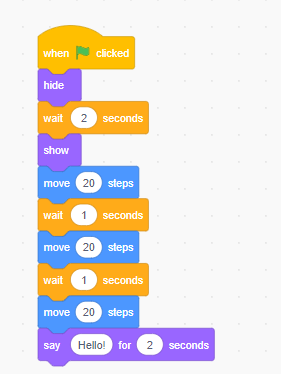 when clicked
hide
wait 2 seconds
show
move 20 steps
wait 1 seconds
move 20 steps
wait 1 seconds
move 20 steps
say Hello! for 2 seconds